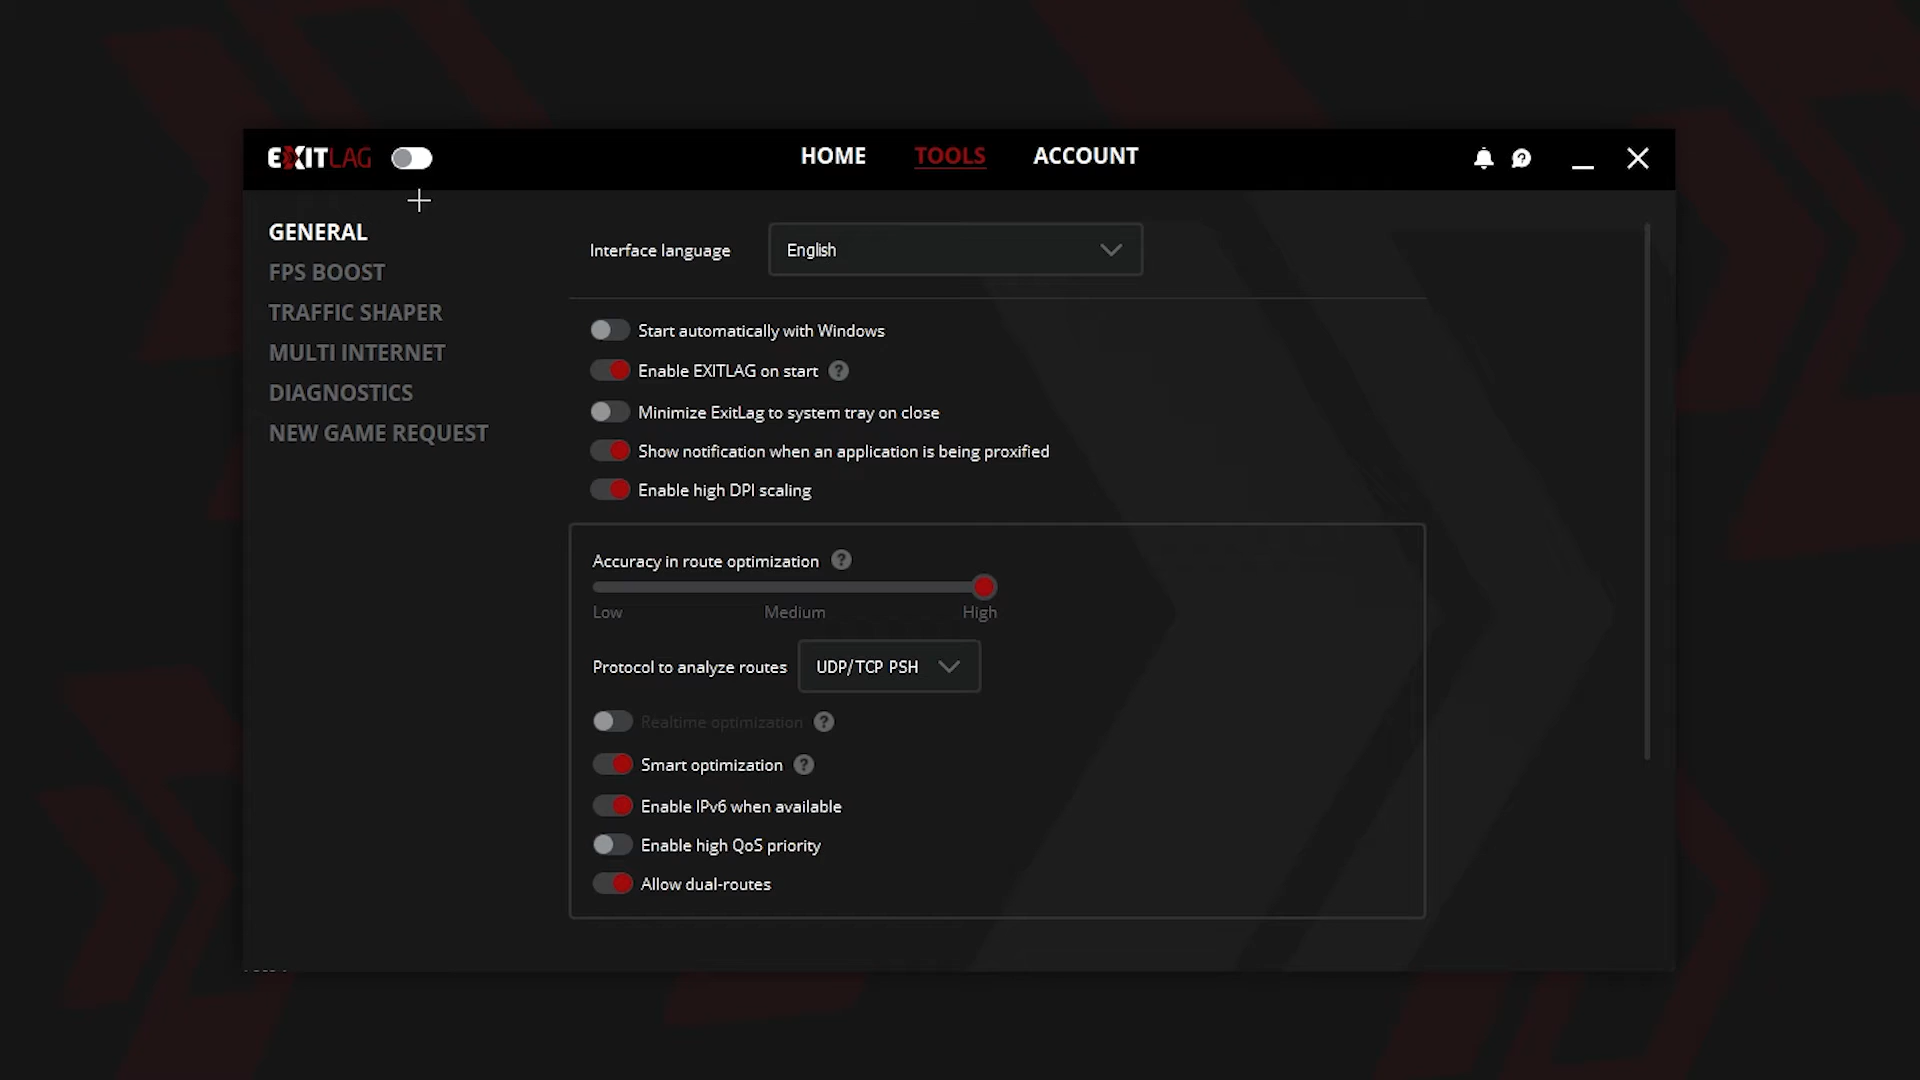 EXITLAG
HOME
TOOLS
ACCOUNT
GENERAL
FPS BOOST
TRAFFIC SHAPER
MULTI INTERNET
DIAGNOSTICS
NEW GAME REQUEST
Interface language
English
Start automatically with Windows
Enable EXITLAG on start ?
Minimize ExitLag to system tray on close
Show notification when an application is being proxified
Enable high DPI scaling
Accuracy in route optimization ?
Low Medium High
Protocol to analyze routes UDP/TCP PSH
Realtime optimization ?
Smart optimization ?
Enable IPv6 when available
Enable high QoS priority
Allow dual-routes